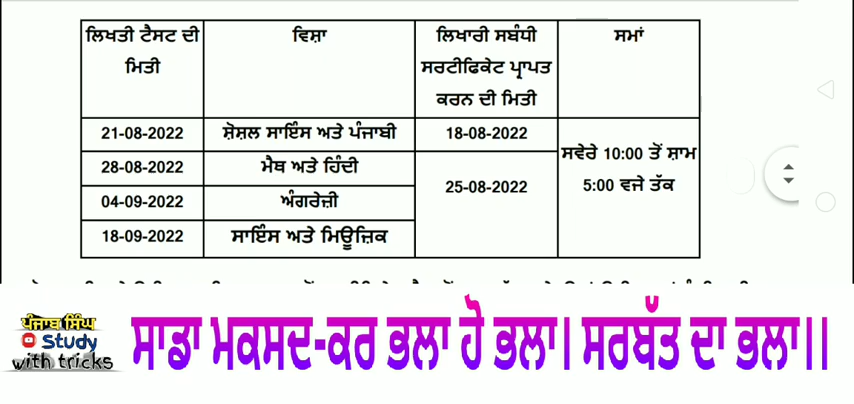 ਲਿਖਤੀ ਟੈਸਟ ਦੀ ਮਿਤੀ
ਵਿਸ਼ਾ
ਲਿਖਾਰੀ ਸਬੰਧੀ ਸਰਟੀਫਿਕੇਟ ਪ੍ਰਾਪਤ ਕਰਨ ਦੀ ਮਿਤੀ
ਸਮਾਂ
21-08-2022 ਸ਼ੋਸ਼ਲ ਸਾਇੰਸ ਅਤੇ ਪੰਜਾਬੀ 18-08-2022
ਸਵੇਰੇ 10:00 ਤੋਂ ਸ਼ਾਮ
5:00 ਵਜੇ ਤੱਕ
28-08-2022 ਮੈਥ ਅਤੇ ਹਿੰਦੀ
25-08-2022
04-09-2022 ਅੰਗਰੇਜ਼ੀ
18-09-2022 ਸਾਇੰਸ ਅਤੇ ਮਿਊਜ਼ਿਕ
ਪੰਜਾਬ ਸਿੰਘ
Study
with tricks
ਸਾਡਾ ਮਕਸਦ-ਕਰ ਭਲਾ ਹੋ ਭਲਾ। ਸਰਬੱਤ ਦਾ ਭਲਾ।।